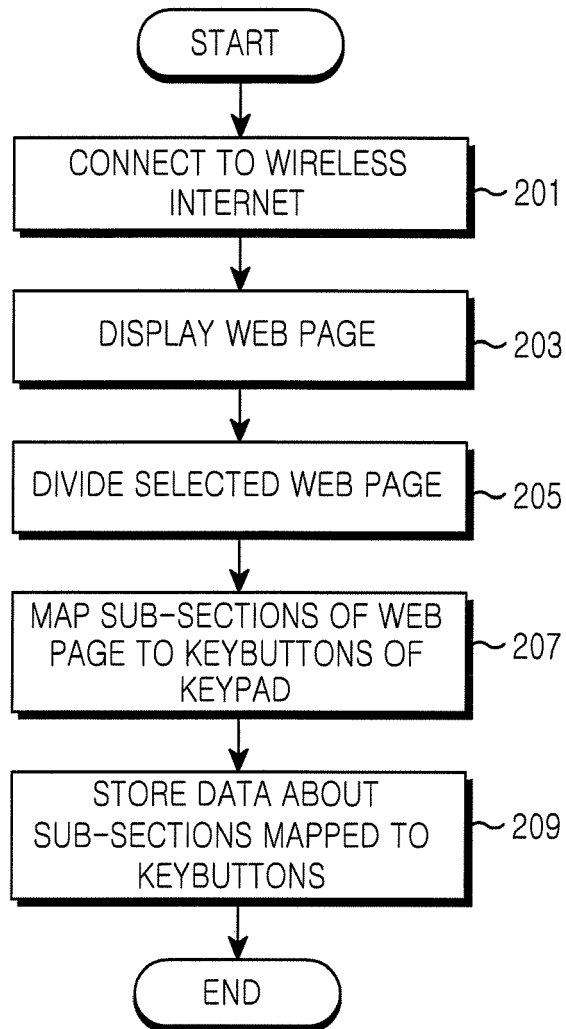 START
CONNECT TO WIRELESS
INTERNET
201
DISPLAY WEB PAGE
203
DIVIDE SELECTED WEB PAGE
205
MAP SUB-SECTIONS OF WEB
PAGE TO KEYBUTTONS OF
KEYPAD
207
STORE DATA ABOUT
SUB-SECTIONS MAPPED TO
KEYBUTTONS
209
END